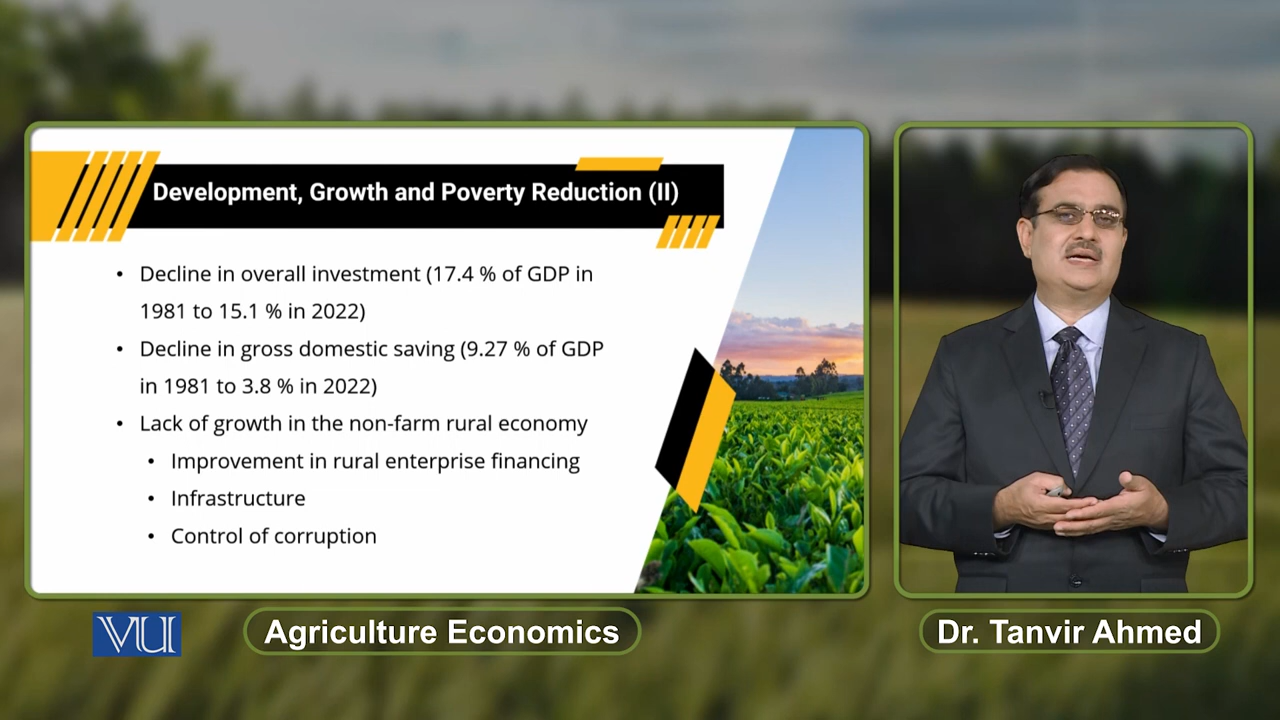 Development, Growth and Poverty Reduction (II)
• Decline in overall investment (17.4 % of GDP in
1981 to 15.1 % in 2022)
• Decline in gross domestic saving (9.27 % of GDP
in 1981 to 3.8 % in 2022)
• Lack of growth in the non-farm rural economy
• Improvement in rural enterprise financing
• Infrastructure
• Control of corruption
VU
Agriculture Economics
Dr. Tanvir Ahmed